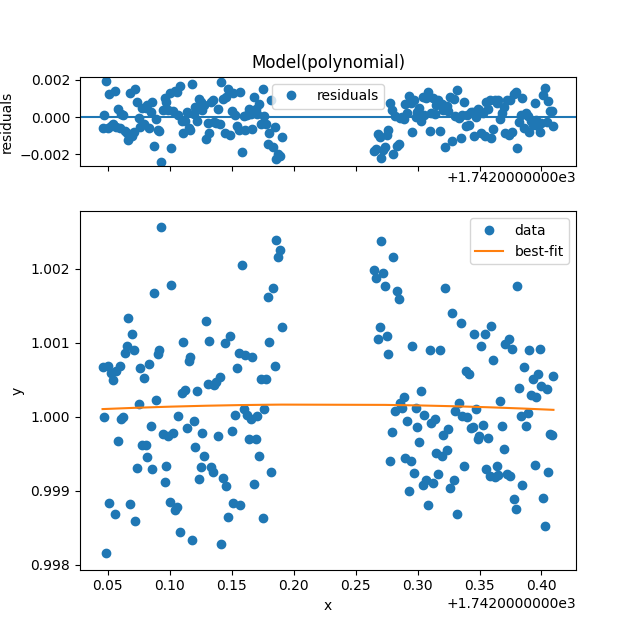 Model(polynomial)
0.002
0.000
−0.002
residuals
residuals
+1.7420000000e3
data
best-fit
1.002
1.001
1.000
0.999
0.998
y
0.05 0.10 0.15 0.20 0.25 0.30 0.35 0.40
x
+1.7420000000e3